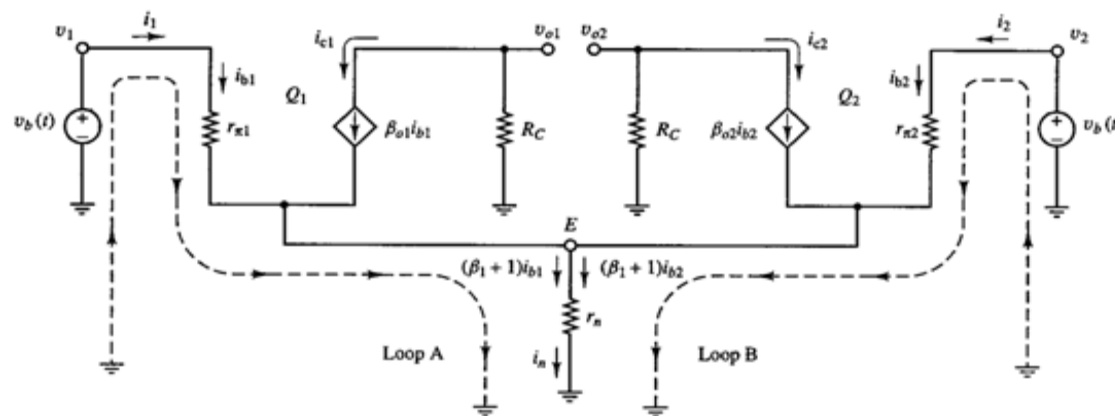 v1 i1 vo1 vo2 i2 v2
ic1 ic2
ib1 ib2
Q1 Q2
vb(t) rπ1 βo1ib1 RC RC βo2ib2 rπ2 vb(t
E
(β1 + 1)ib1 (β1 + 1)ib2
rn
Loop A in Loop B